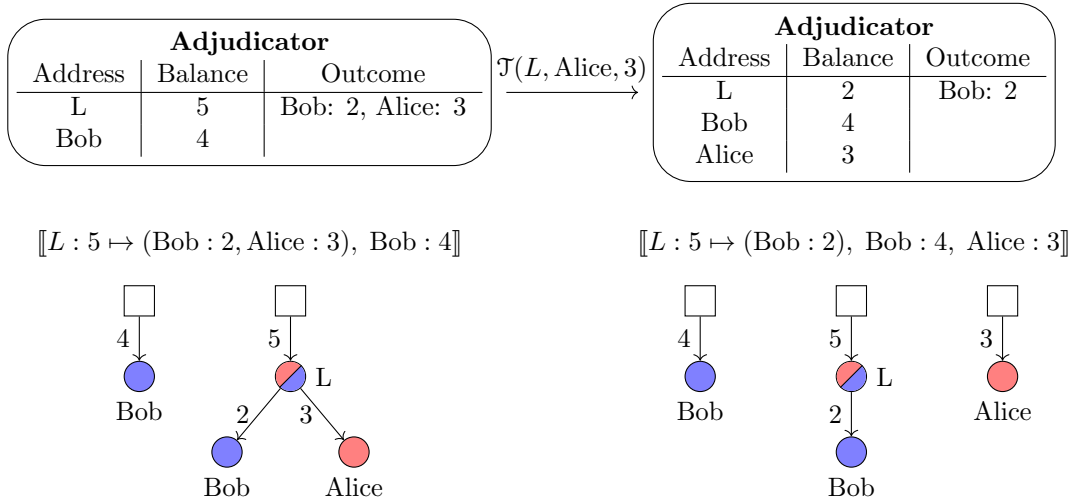 Adjudicator
Address Balance Outcome
L 5 Bob: 2, Alice: 3
Bob 4
𝒯(L, Alice, 3)
Adjudicator
Address Balance Outcome
L 2 Bob: 2
Bob 4
Alice 3
⟦L : 5 ↦ (Bob : 2, Alice : 3), Bob : 4⟧
4
5
L
Bob
2
3
Bob
Alice
⟦L : 5 ↦ (Bob : 2), Bob : 4, Alice : 3⟧
4
5
3
L
Bob
Alice
2
Bob